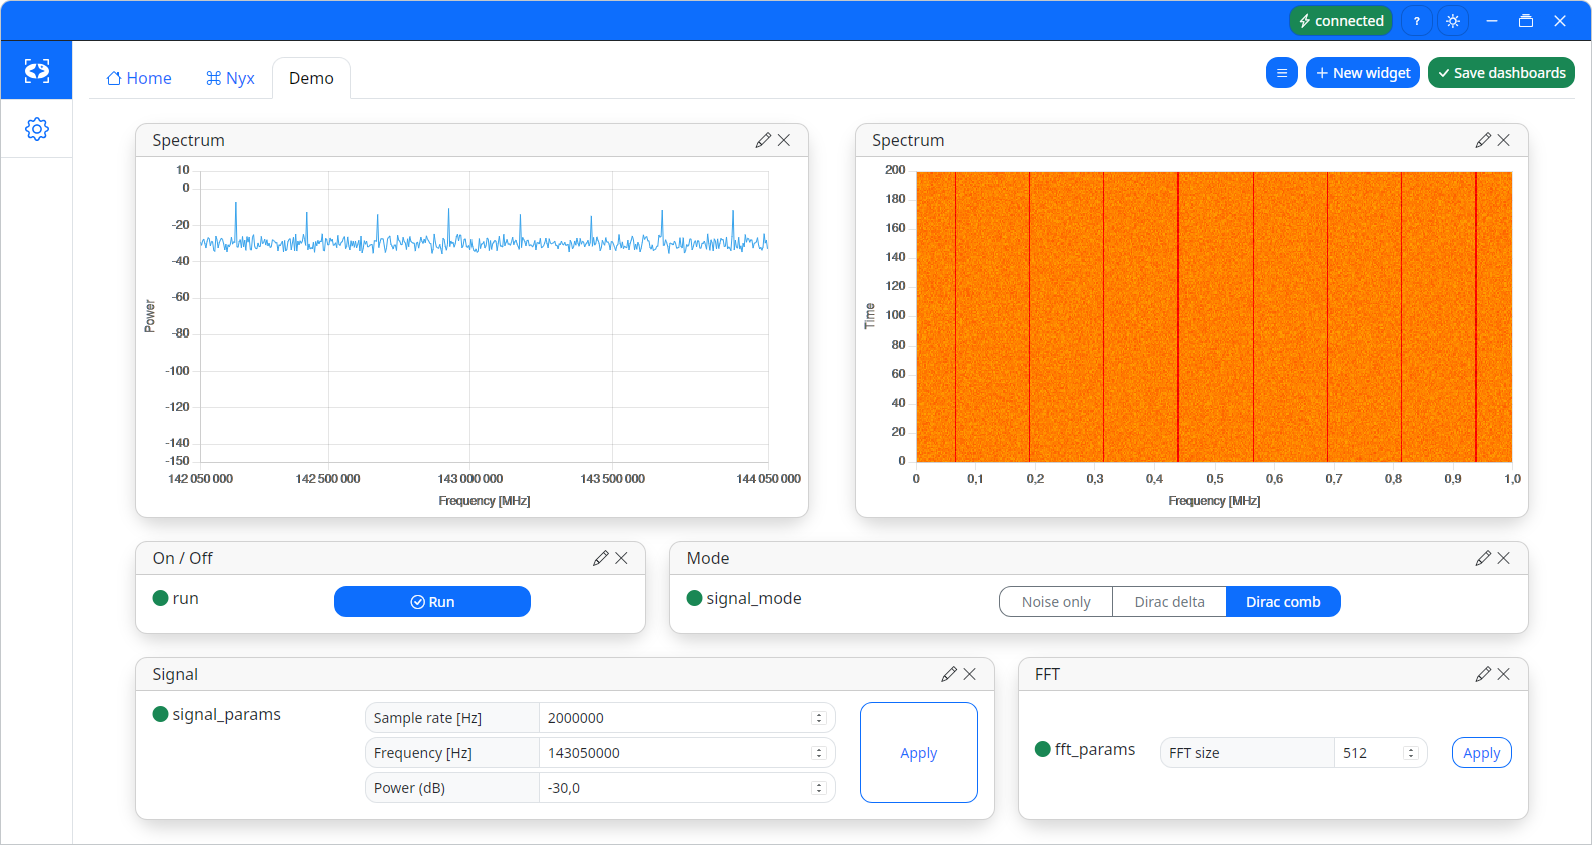 connected
?
Home
Nyx
Demo
New widget
Save dashboards
Spectrum
10
0
-20
-40
-60
-80
-100
-120
-140
-150
Power
142 050 000
142 500 000
143 000 000
143 500 000
144 050 000
Frequency [MHz]
Spectrum
200
180
160
140
120
100
80
60
40
20
0
Time
0
0,1
0,2
0,3
0,4
0,5
0,6
0,7
0,8
0,9
1,0
Frequency [MHz]
On / Off
run
Run
Mode
signal_mode
Noise only
Dirac delta
Dirac comb
Signal
signal_params
Sample rate [Hz]
2000000
Frequency [Hz]
143050000
Power (dB)
-30,0
Apply
FFT
fft_params
FFT size
512
Apply